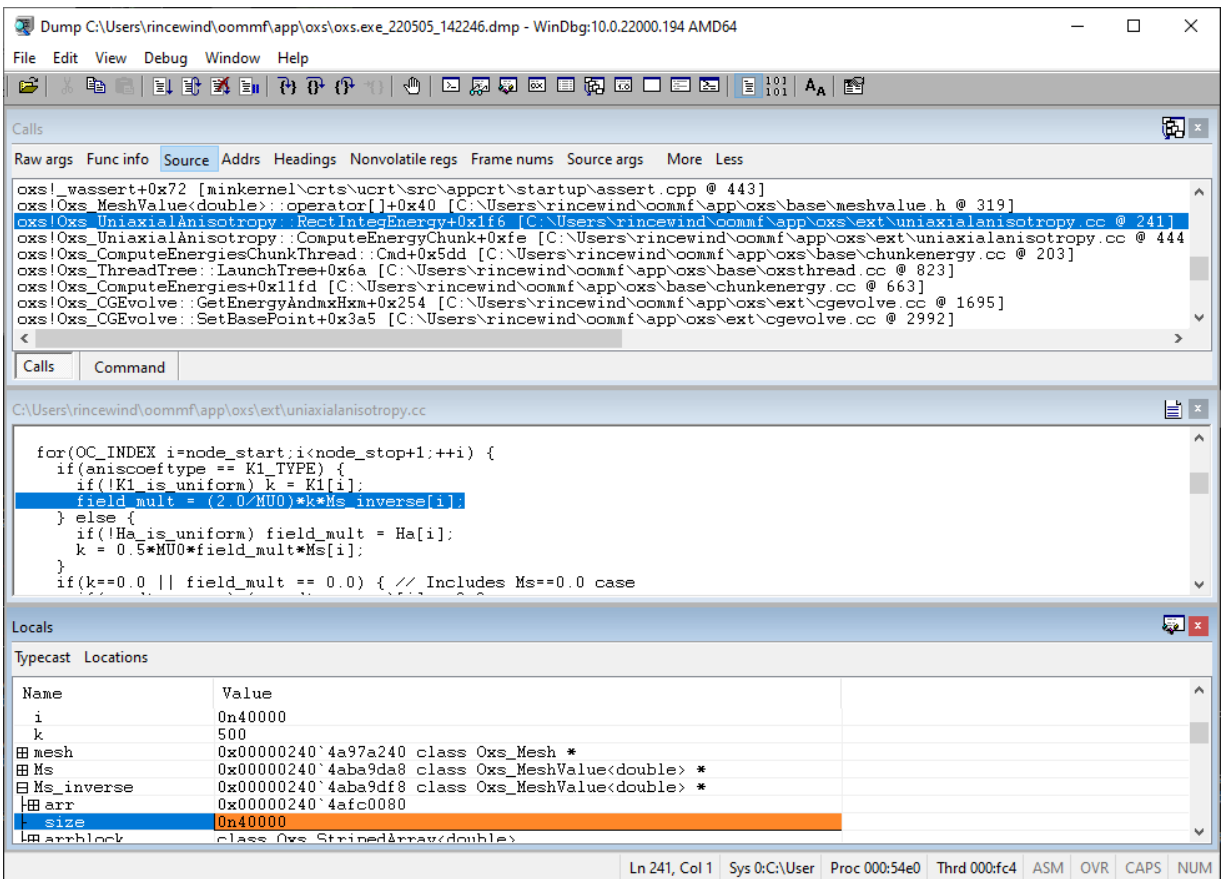 Dump C:\Users\rincewind\oommf\app\oxs\oxs.exe_220505_142246.dmp - WinDbg:10.0.22000.194 AMD64
File Edit View Debug Window Help
Calls
Raw args Func info Source Addrs Headings Nonvolatile regs Frame nums Source args More Less
oxs!_wassert+0x72 [minkernel\crts\ucrt\src\appcrt\startup\assert.cpp @ 443]
oxs!Oxs_MeshValue<double>::operator[]+0x40 [C:\Users\rincewind\oommf\app\oxs\base\meshvalue.h @ 319]
oxs!Oxs_UniaxialAnisotropy::RectIntegEnergy+0x1f6 [C:\Users\rincewind\oommf\app\oxs\ext\uniaxialanisotropy.cc @ 241]
oxs!Oxs_UniaxialAnisotropy::ComputeEnergyChunk+0xfe [C:\Users\rincewind\oommf\app\oxs\ext\uniaxialanisotropy.cc @ 444
oxs!Oxs_ComputeEnergiesChunkThread::Cmd+0x5dd [C:\Users\rincewind\oommf\app\oxs\base\chunkenergy.cc @ 203]
oxs!Oxs_ThreadTree::LaunchTree+0x6a [C:\Users\rincewind\oommf\app\oxs\base\oxsthread.cc @ 823]
oxs!Oxs_ComputeEnergies+0x11fd [C:\Users\rincewind\oommf\app\oxs\base\chunkenergy.cc @ 663]
oxs!Oxs_CGEvolve::GetEnergyAndmxHxm+0x254 [C:\Users\rincewind\oommf\app\oxs\ext\cgevolve.cc @ 1695]
oxs!Oxs_CGEvolve::SetBasePoint+0x3a5 [C:\Users\rincewind\oommf\app\oxs\ext\cgevolve.cc @ 2992]
Calls Command
C:\Users\rincewind\oommf\app\oxs\ext\uniaxialanisotropy.cc
for(OC_INDEX i=node_start;i<node_stop+1;++i) {
if(aniscoeftype == K1_TYPE) {
if(!K1_is_uniform) k = K1[i];
field_mult = (2.0/MU0)*k*Ms_inverse[i];
} else {
if(!Ha_is_uniform) field_mult = Ha[i];
k = 0.5*MU0*field_mult*Ms[i];
}
if(k==0.0 || field_mult == 0.0) { // Includes Ms==0.0 case
Locals
Typecast Locations
Name Value
i 0n40000
k 500
mesh 0x00000240`4a97a240 class Oxs_Mesh *
Ms 0x00000240`4aba9da8 class Oxs_MeshValue<double> *
Ms_inverse 0x00000240`4aba9df8 class Oxs_MeshValue<double> *
arr 0x00000240`4afc0080
size 0n40000
arrblock class Oxs_StripedArray<double>
Ln 241, Col 1 Sys 0:C:\User Proc 000:54e0 Thrd 000:fc4 ASM OVR CAPS NUM